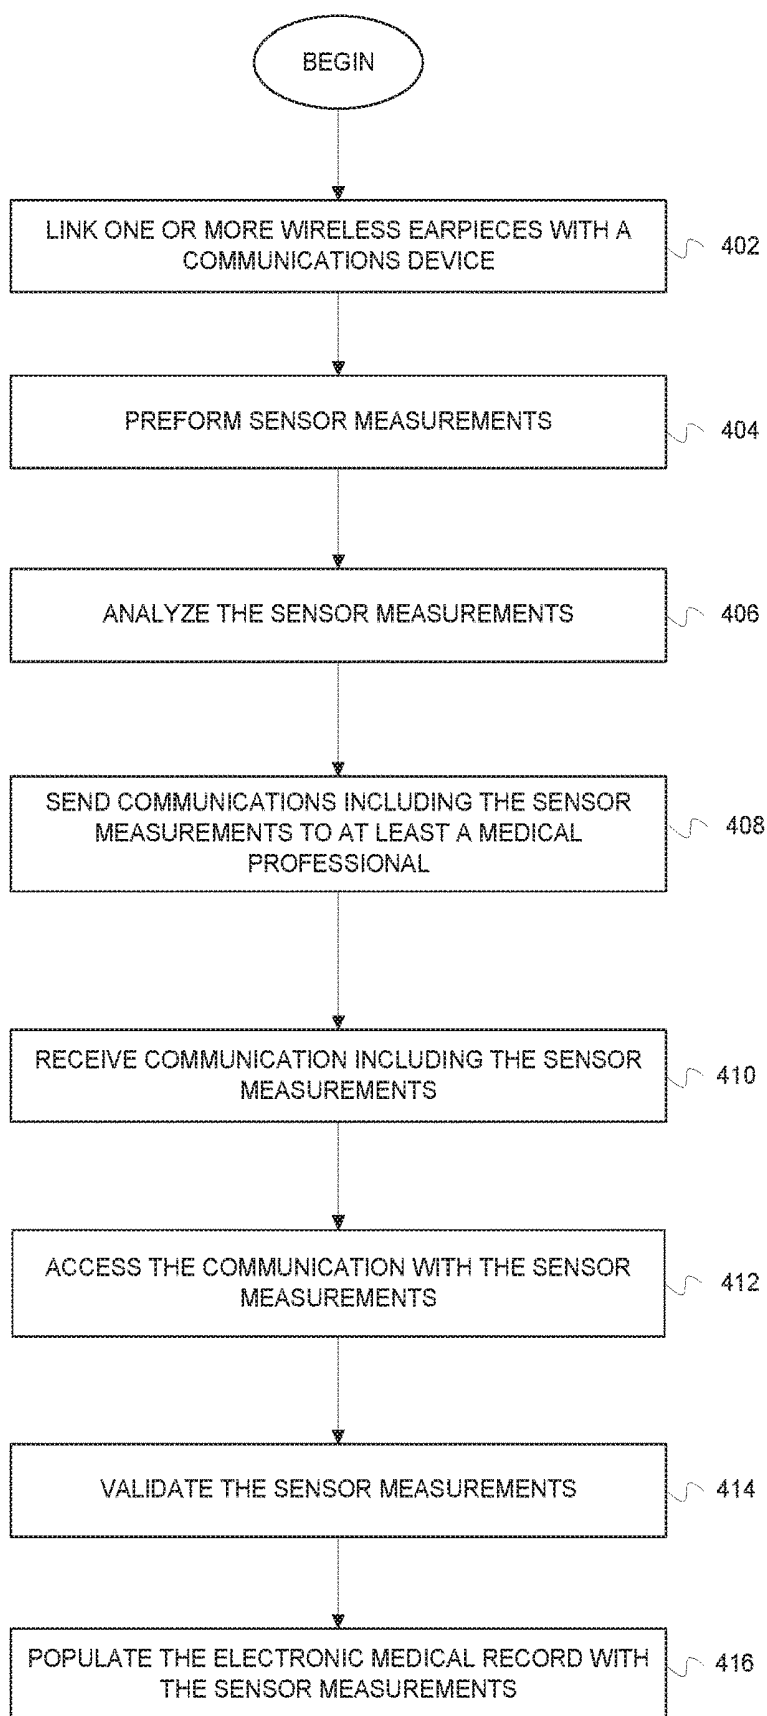 BEGIN
LINK ONE OR MORE WIRELESS EARPIECES WITH A
COMMUNICATIONS DEVICE
402
PREFORM SENSOR MEASUREMENTS
404
ANALYZE THE SENSOR MEASUREMENTS
406
SEND COMMUNICATIONS INCLUDING THE SENSOR
MEASUREMENTS TO AT LEAST A MEDICAL
PROFESSIONAL
408
RECEIVE COMMUNICATION INCLUDING THE SENSOR
MEASUREMENTS
410
ACCESS THE COMMUNICATION WITH THE SENSOR
MEASUREMENTS
412
VALIDATE THE SENSOR MEASUREMENTS
414
POPULATE THE ELECTRONIC MEDICAL RECORD WITH
THE SENSOR MEASUREMENTS
416